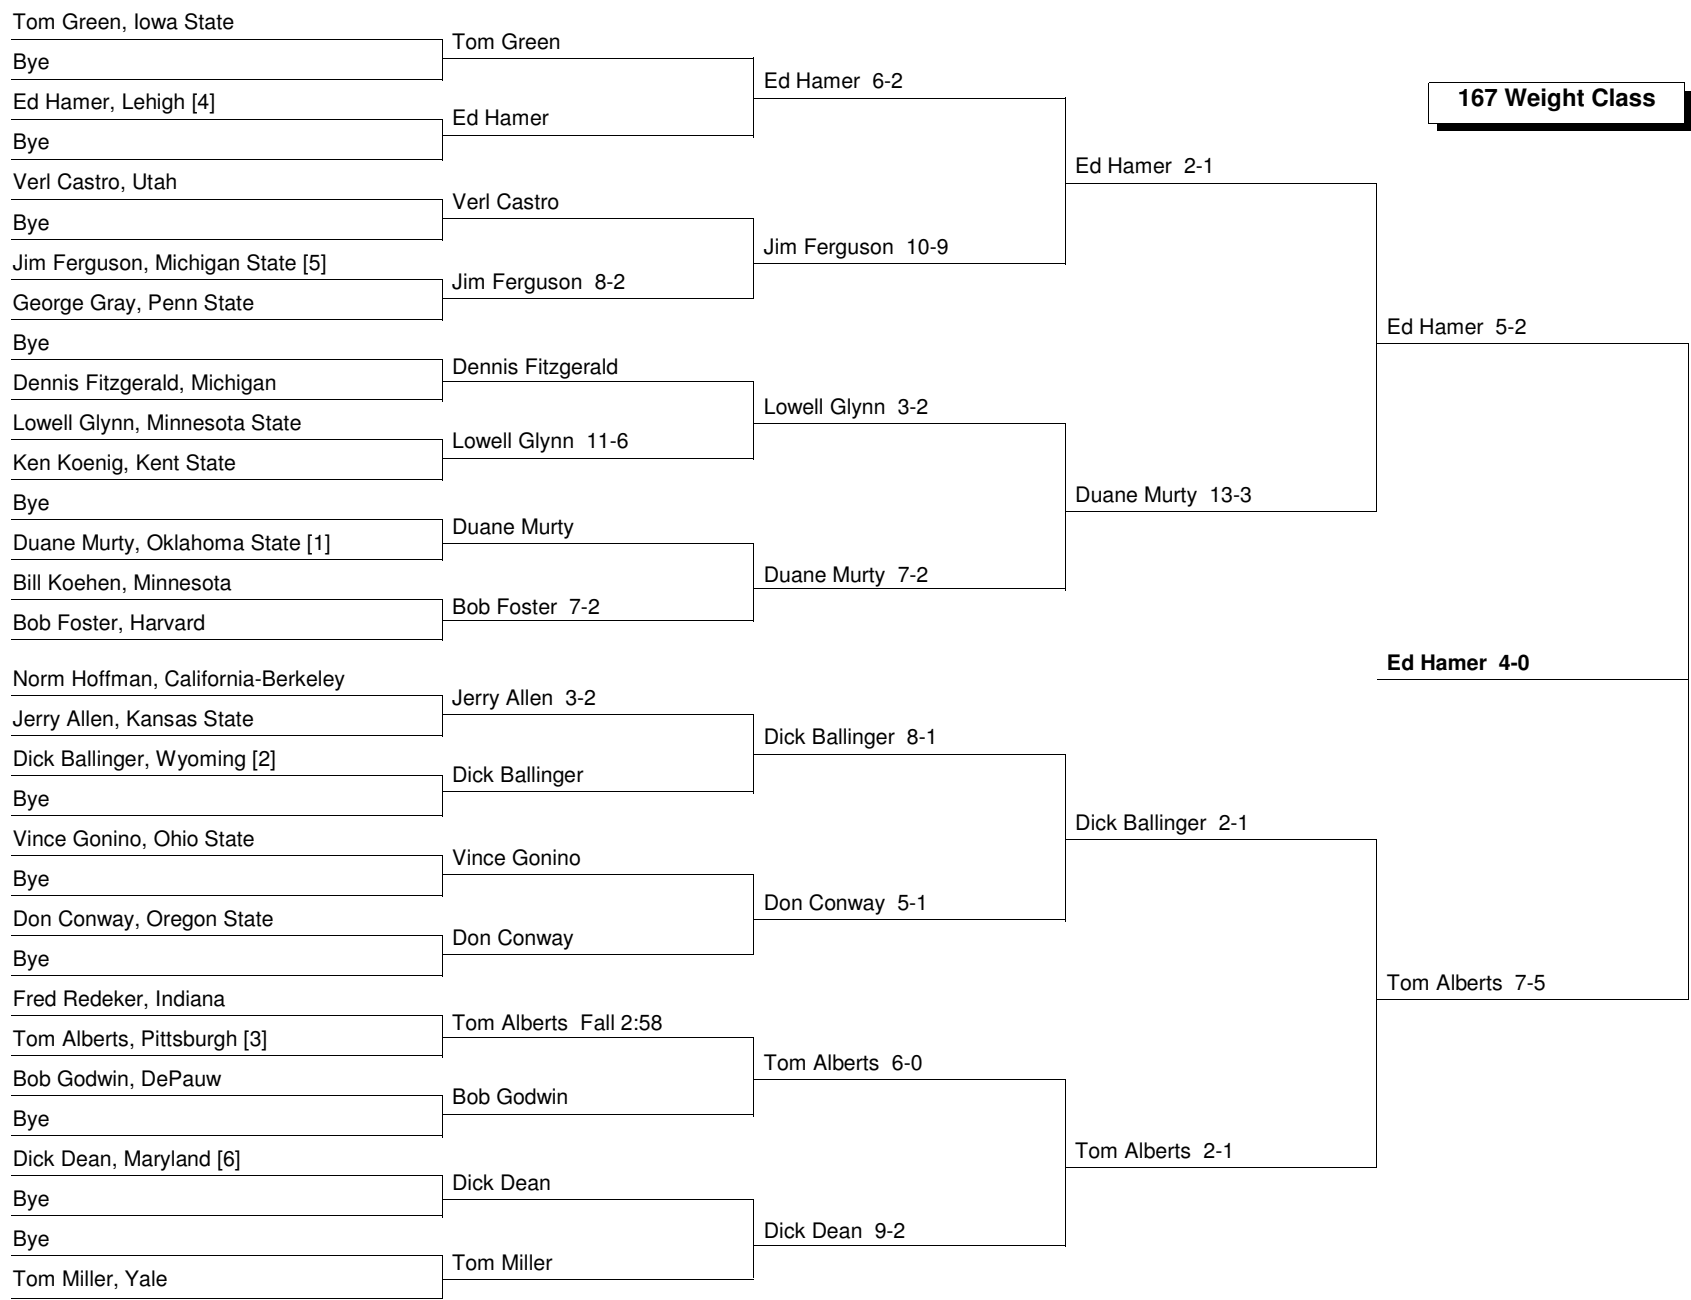 Tom Green, Iowa State
Bye
Ed Hamer, Lehigh [4]
Bye
Verl Castro, Utah
Bye
Jim Ferguson, Michigan State [5]
George Gray, Penn State
Bye
Dennis Fitzgerald, Michigan
Lowell Glynn, Minnesota State
Ken Koenig, Kent State
Bye
Duane Murty, Oklahoma State [1]
Bill Koehen, Minnesota
Bob Foster, Harvard
Norm Hoffman, California-Berkeley
Jerry Allen, Kansas State
Dick Ballinger, Wyoming [2]
Bye
Vince Gonino, Ohio State
Bye
Don Conway, Oregon State
Bye
Fred Redeker, Indiana
Tom Alberts, Pittsburgh [3]
Bob Godwin, DePauw
Bye
Dick Dean, Maryland [6]
Bye
Bye
Tom Miller, Yale
Tom Green
Ed Hamer
Verl Castro
Jim Ferguson 8-2
Dennis Fitzgerald
Lowell Glynn 11-6
Duane Murty
Bob Foster 7-2
Jerry Allen 3-2
Dick Ballinger
Vince Gonino
Don Conway
Tom Alberts Fall 2:58
Bob Godwin
Dick Dean
Tom Miller
Ed Hamer 6-2
Jim Ferguson 10-9
Lowell Glynn 3-2
Duane Murty 7-2
Dick Ballinger 8-1
Don Conway 5-1
Tom Alberts 6-0
Dick Dean 9-2
Ed Hamer 2-1
Duane Murty 13-3
Dick Ballinger 2-1
Tom Alberts 2-1
Ed Hamer 5-2
Tom Alberts 7-5
Ed Hamer 4-0
167 Weight Class